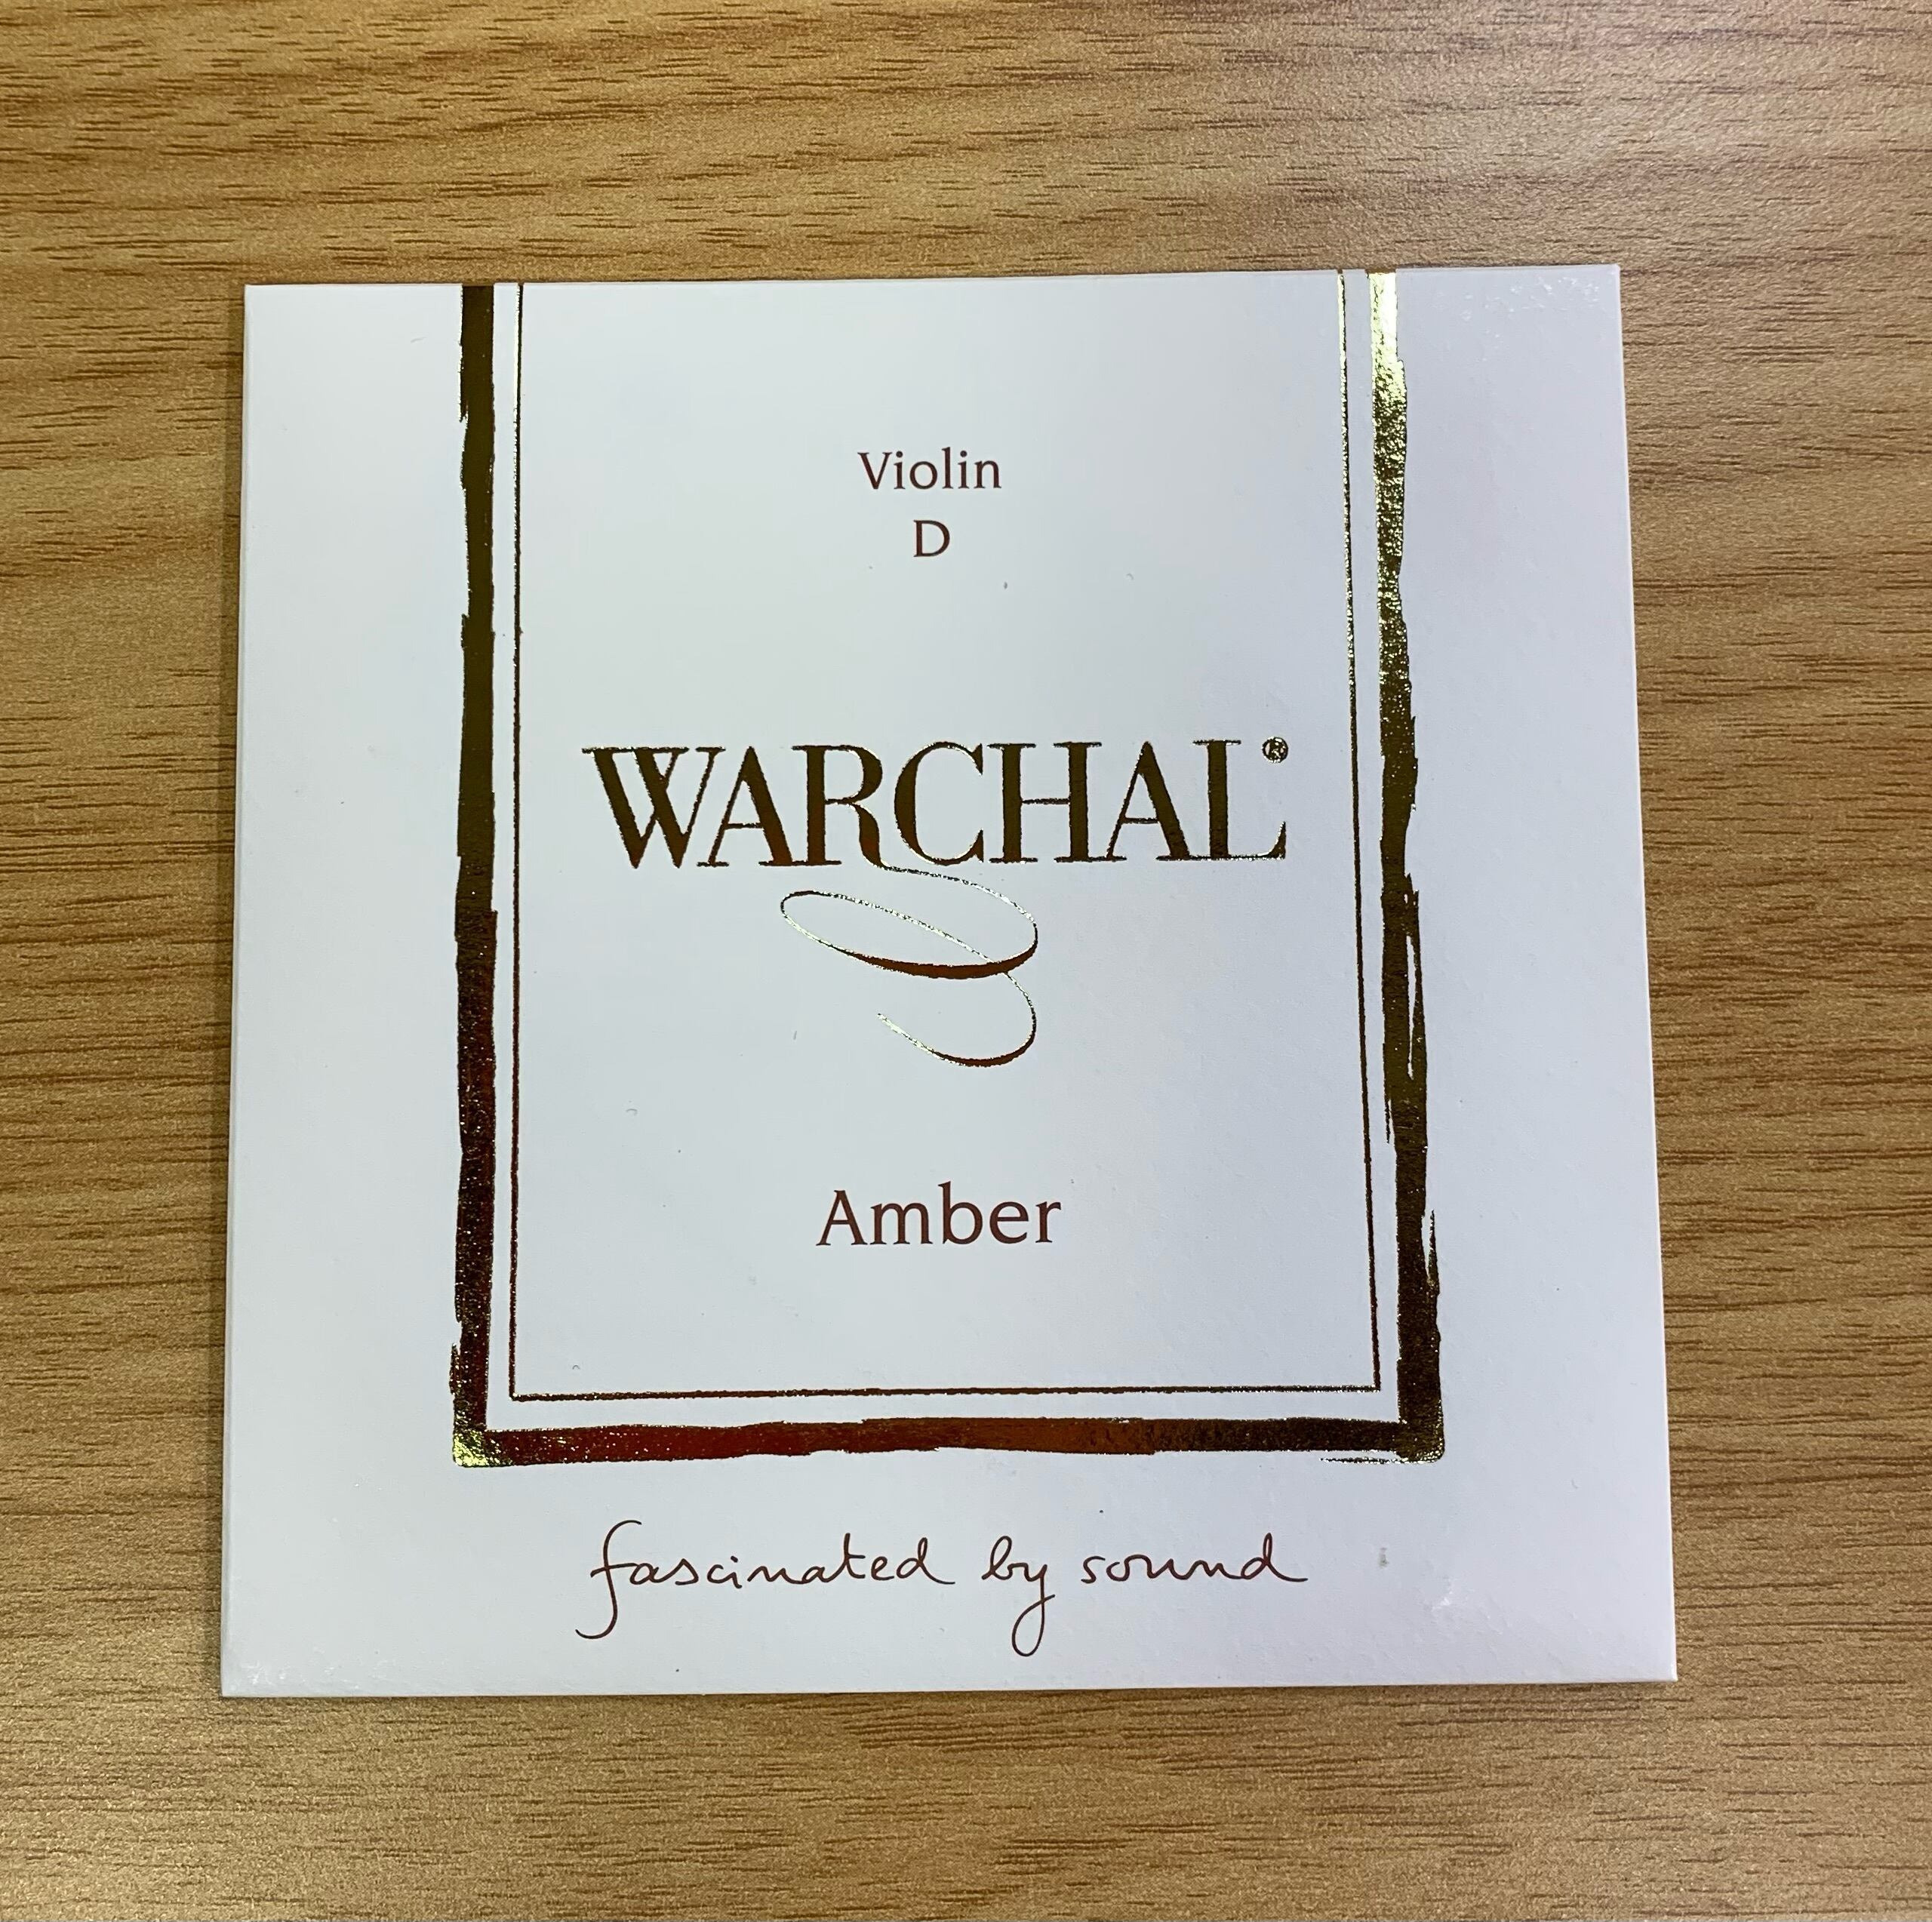 Violin
D
WARCHAL®
Amber
fascinated by sound